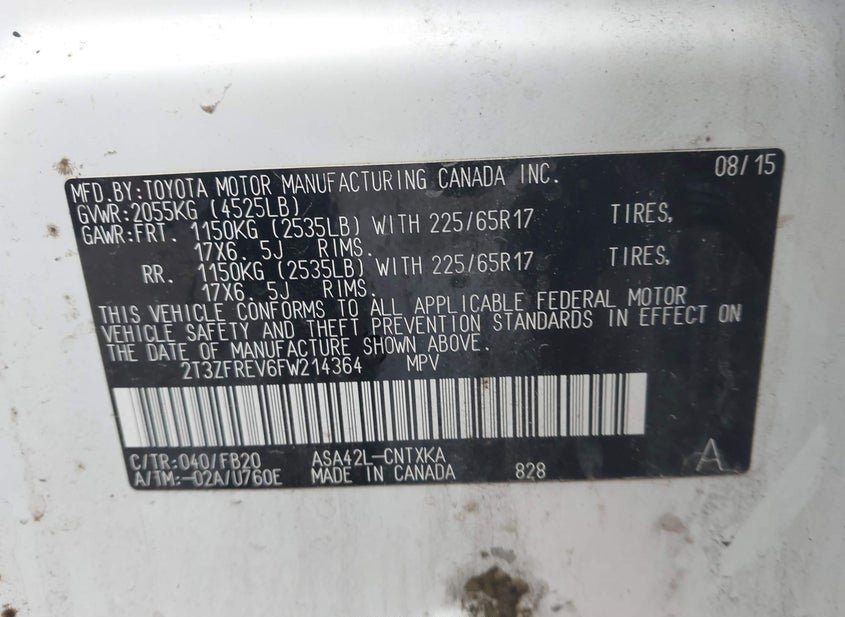 MFD.BY:TOYOTA MOTOR MANUFACTURING CANADA INC. 08/15
GVWR:2055KG (4525LB)
GAWR:FRT. 1150KG (2535LB) WITH 225/65R17 TIRES,
17X6. 5J RIMS.
RR. 1150KG (2535LB) WITH 225/65R17 TIRES,
17X6. 5J RIMS.
THIS VEHICLE CONFORMS TO ALL APPLICABLE FEDERAL MOTOR
VEHICLE SAFETY AND THEFT PREVENTION STANDARDS IN EFFECT ON
THE DATE OF MANUFACTURE SHOWN ABOVE.
2T3ZFREV6FW214364 MPV
C/TR:040/FB20 ASA42L-CNTXKA A
A/TM:-02A/U760E MADE IN CANADA 828